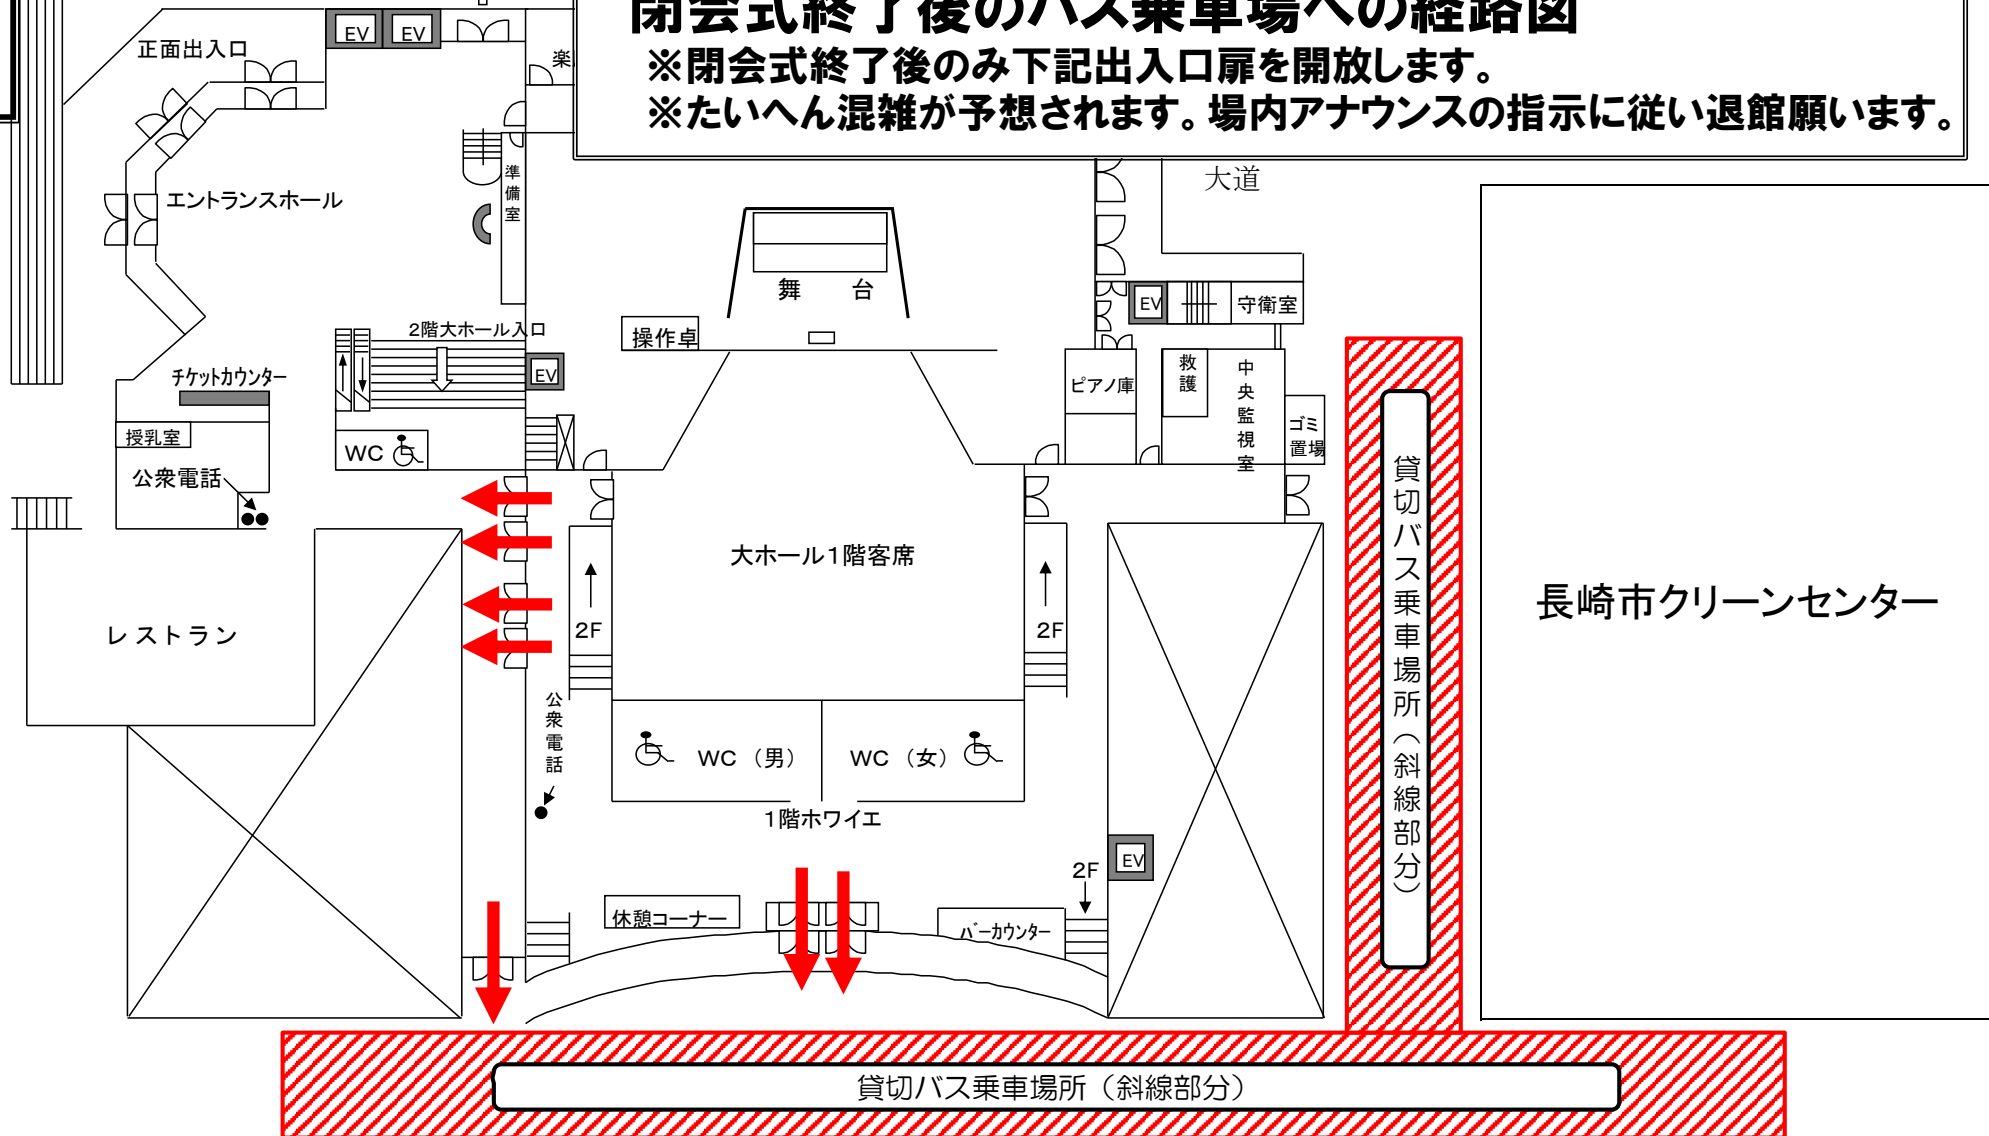 閉会式終了後のバス乗車場への経路図
※閉会式終了後のみ下記出入口扉を開放します。
※たいへん混雑が予想されます。場内アナウンスの指示に従い退館願います。
EV
EV
正面出入口
楽
準備室
エントランスホール
大道
舞 台
EV
守衛室
2階大ホール入口
操作卓
EV
チケットカウンター
ピアノ庫
救護
中央監視室
ゴミ
置場
授乳室
WC
公衆電話
大ホール1階客席
2F
2F
レストラン
公衆電話
WC（男）
WC（女）
1階ホワイエ
EV
2F
休憩コーナー
バーカウンター
貸切バス乗車場所（斜線部分）
長崎市クリーンセンター
貸切バス乗車場所（斜線部分）